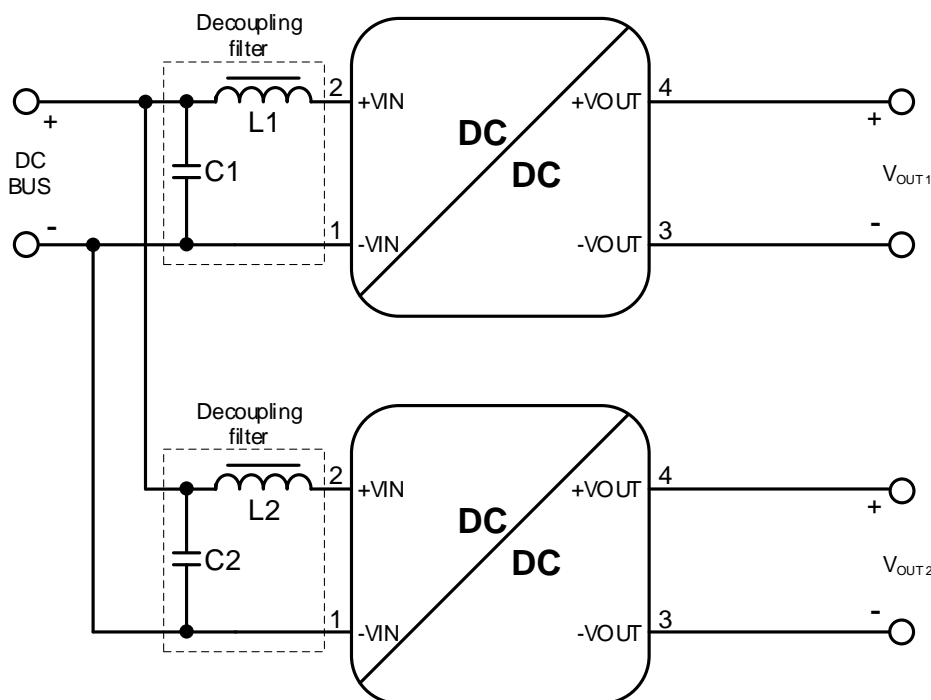 Decoupling
filter
+
DC
BUS
-
L1
C1
2
+VIN
1
-VIN
DC
DC
+VOUT
4
-VOUT
3
+
VOUT1
-
Decoupling
filter
L2
C2
2
+VIN
1
-VIN
DC
DC
+VOUT
4
-VOUT
3
+
VOUT2
-